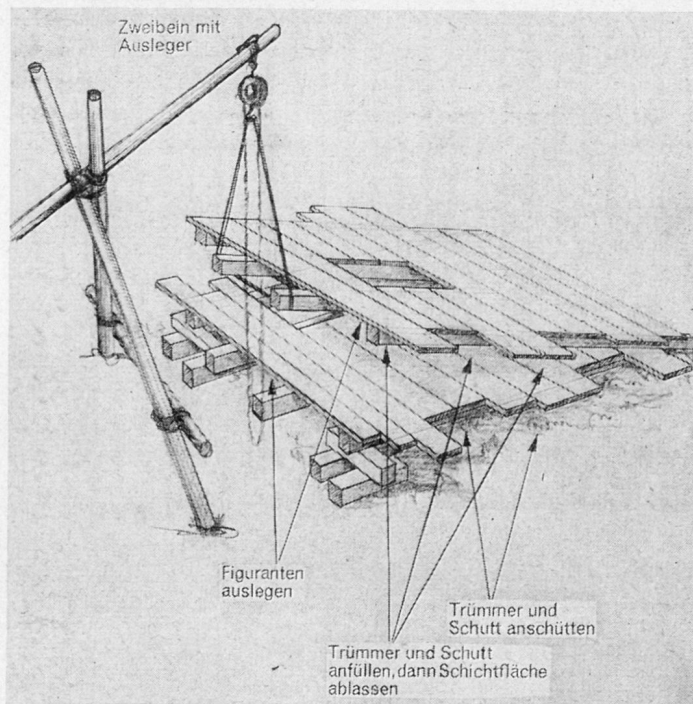 Zweibein mit
Ausleger
Figuranten
auslegen
Trümmer und
Schutt anschütten
Trümmer und Schutt
anfüllen, dann Schichtfläche
ablassen